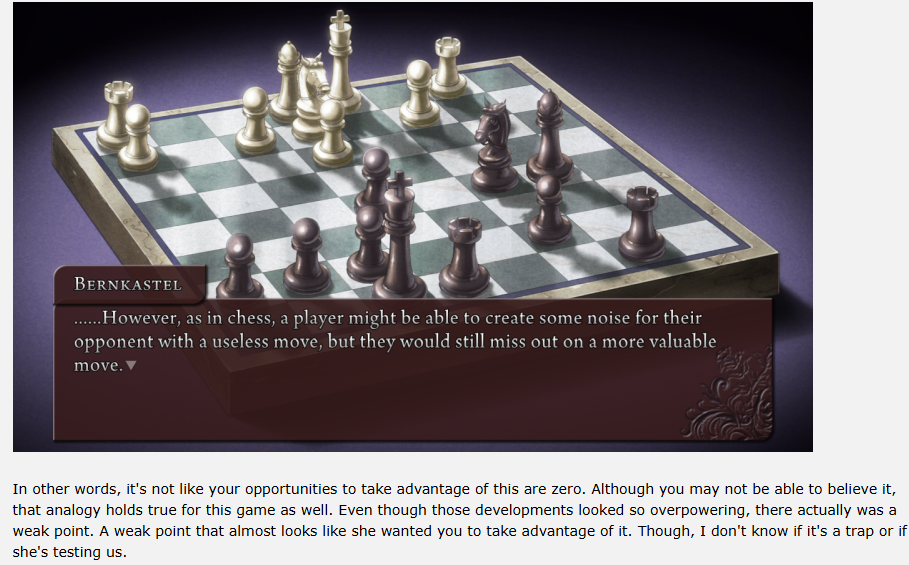 Bernkastel
......However, as in chess, a player might be able to create some noise for their
opponent with a useless move, but they would still miss out on a more valuable
move.▼
In other words, it's not like your opportunities to take advantage of this are zero. Although you may not be able to believe it,
that analogy holds true for this game as well. Even though those developments looked so overpowering, there actually was a
weak point. A weak point that almost looks like she wanted you to take advantage of it. Though, I don't know if it's a trap or if
she's testing us.